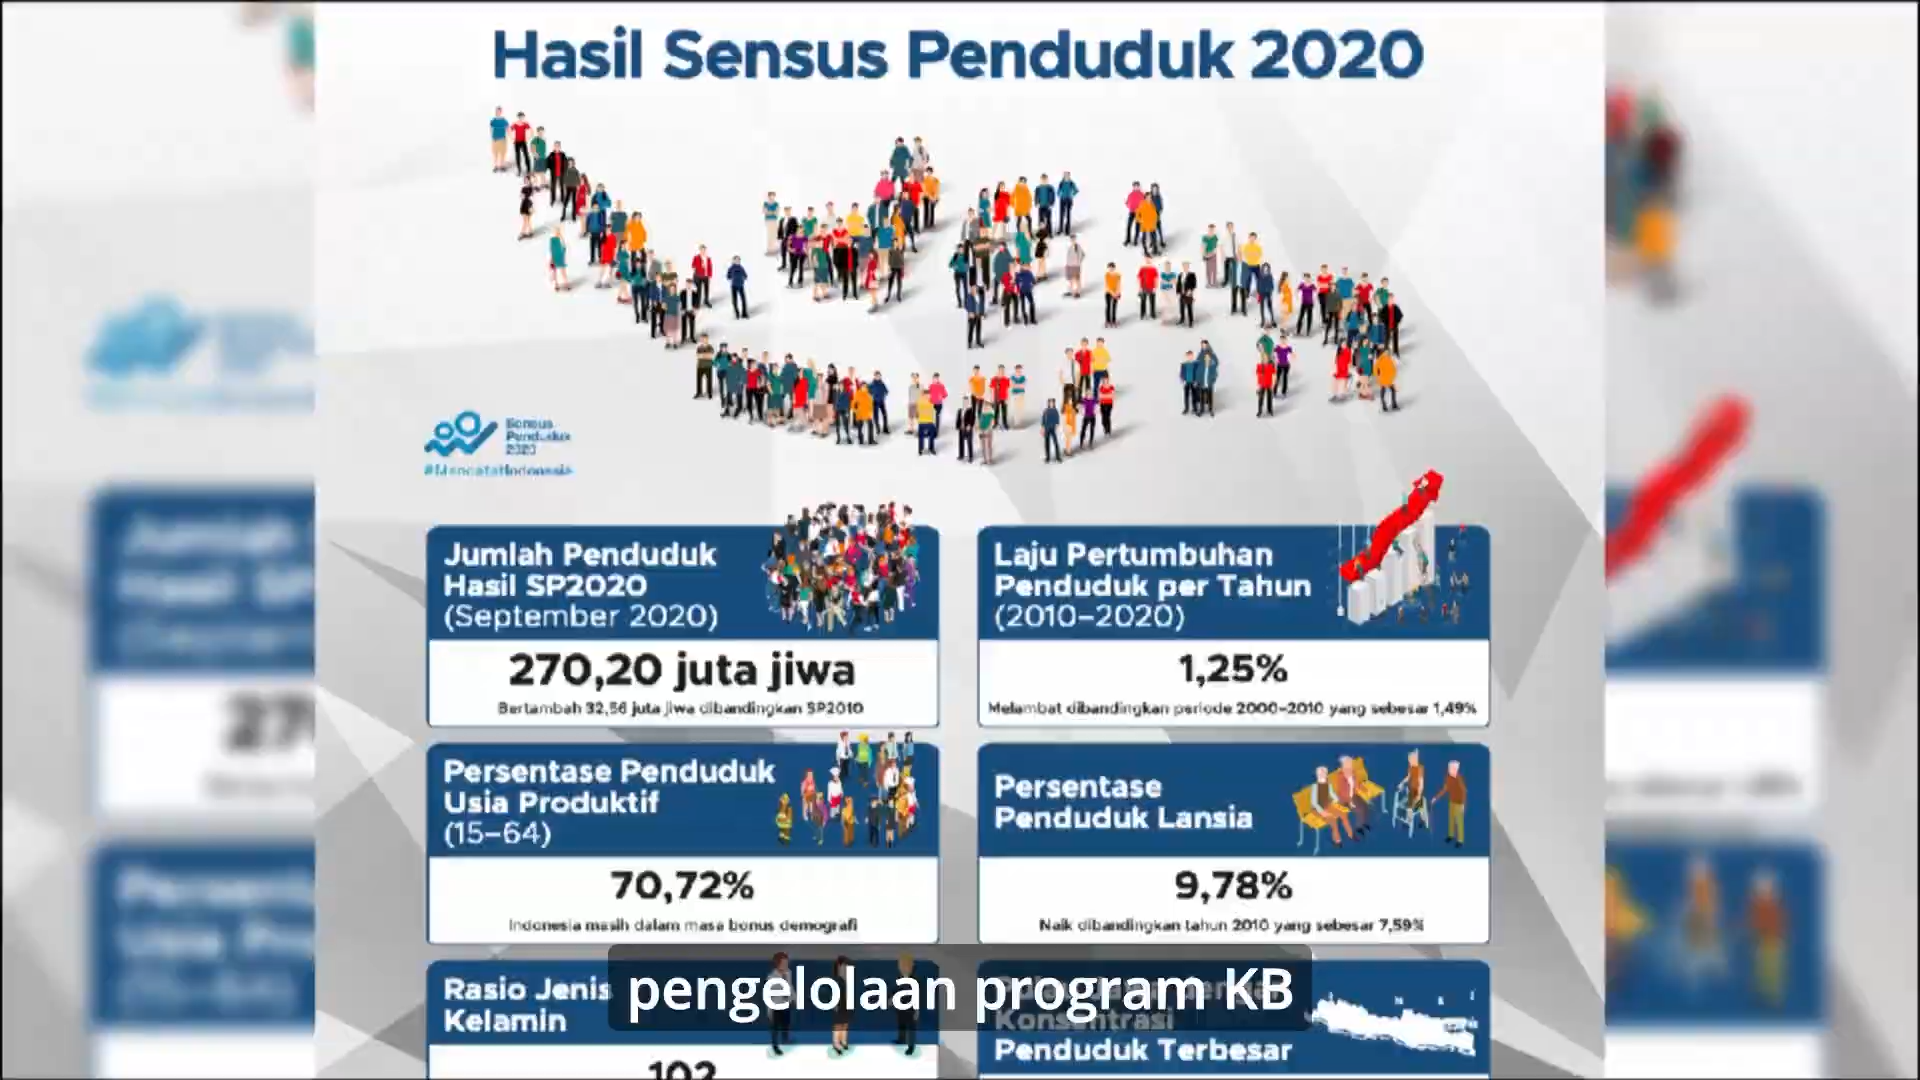 Hasil Sensus Penduduk 2020
Sensus
Penduduk
2020
#MencatatIndonesia
Jumlah Penduduk
Hasil SP2020
(September 2020)
270,20 juta jiwa
Bertambah 32,56 juta jiwa dibandingkan SP2010
Laju Pertumbuhan
Penduduk per Tahun
(2010–2020)
1,25%
Melambat dibandingkan periode 2000–2010 yang sebesar 1,49%
Persentase Penduduk
Usia Produktif
(15–64)
70,72%
Indonesia masih dalam masa bonus demografi
Persentase
Penduduk Lansia
9,78%
Naik dibandingkan tahun 2010 yang sebesar 7,59%
Rasio Jenis
Kelamin
102
Konsentrasi
Penduduk Terbesar
pengelolaan program KB